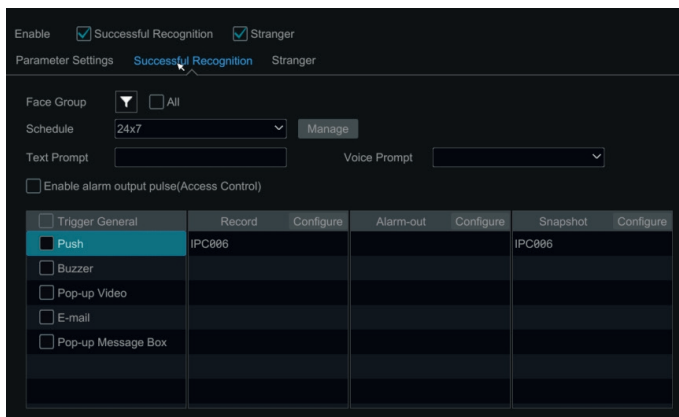 Enable Successful Recognition Stranger
Parameter Settings Successful Recognition Stranger
Face Group All
Schedule 24x7 Manage
Text Prompt Voice Prompt
Enable alarm output pulse(Access Control)
Trigger General Record Configure Alarm-out Configure Snapshot Configure
Push IPC006 IPC006
Buzzer
Pop-up Video
E-mail
Pop-up Message Box